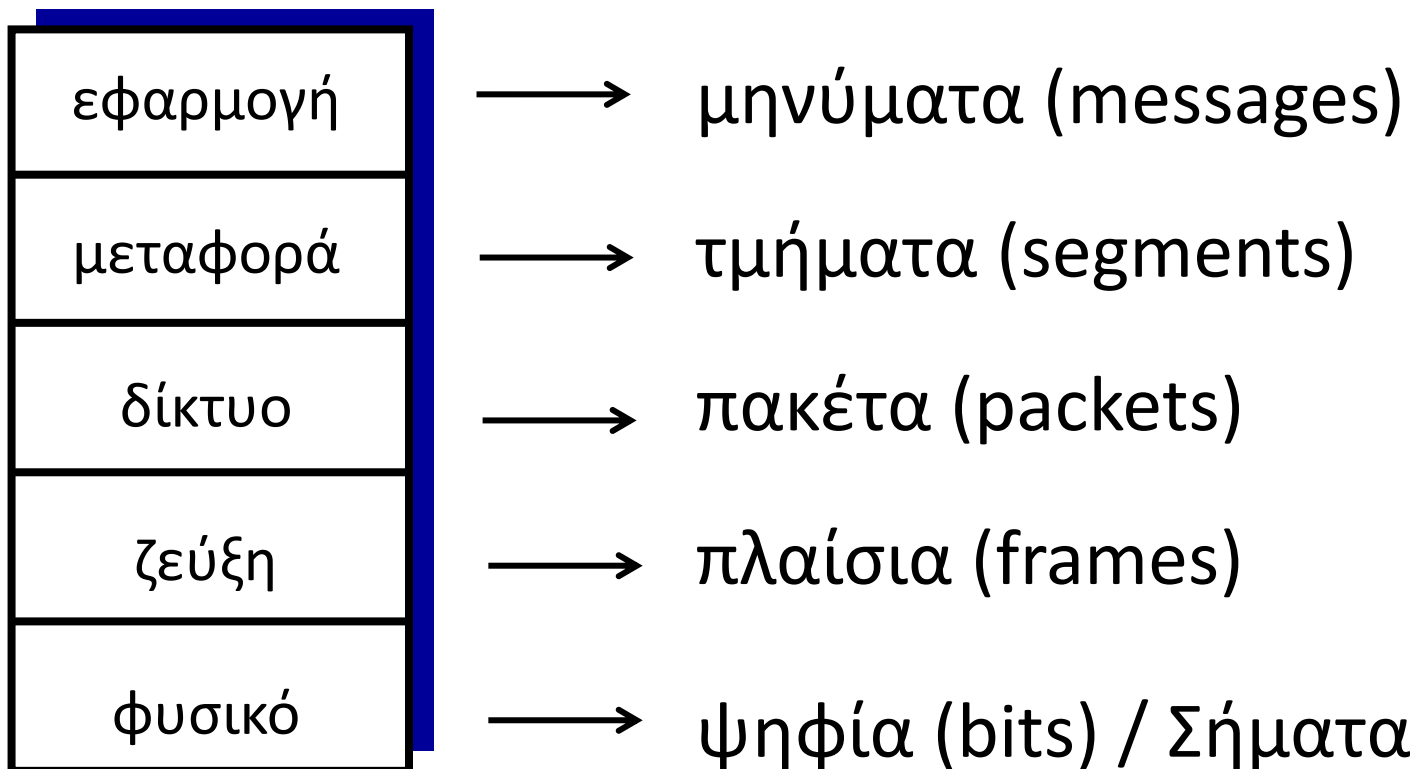 εφαρμογή μηνύματα (messages)
μεταφορά τμήματα (segments)
δίκτυο πακέτα (packets)
ζεύξη πλαίσια (frames)
φυσικό ψηφία (bits) / Σήματα